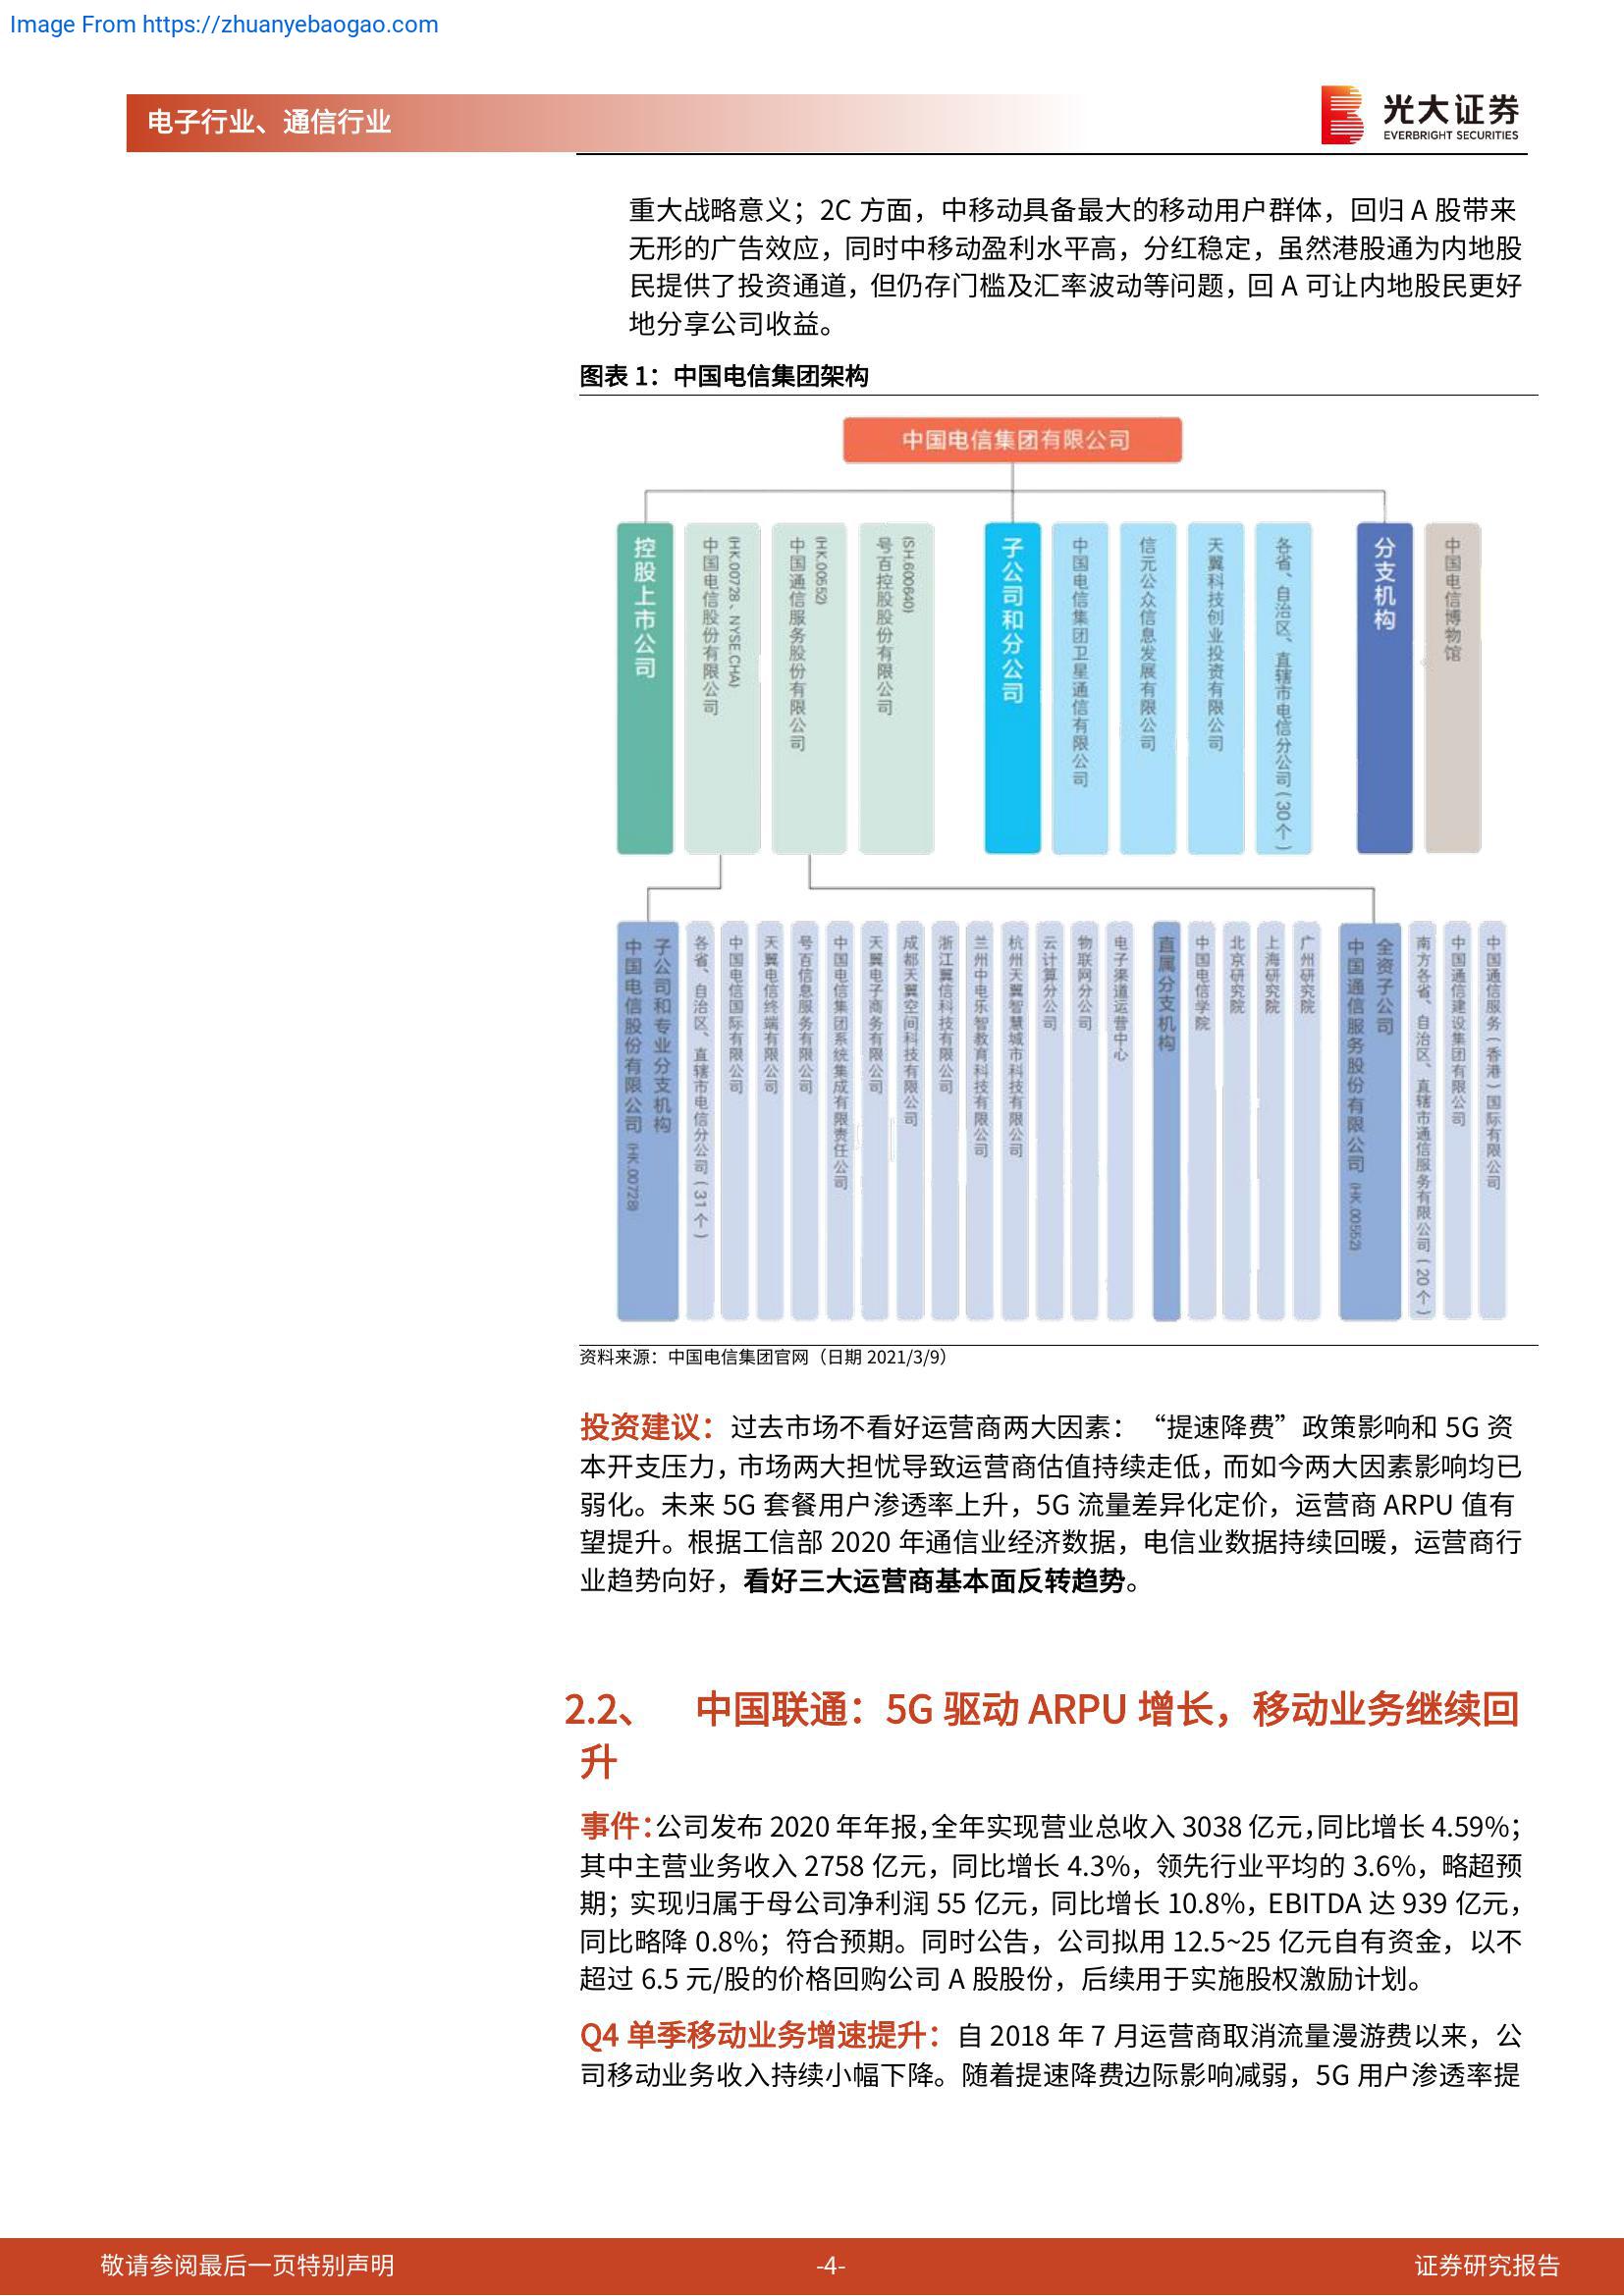 Image From https://zhuanyebaogao.com
电子行业、通信行业
光大证券
EVERBRIGHT SECURITIES
重大战略意义；2C 方面，中移动具备最大的移动用户群体，回归 A 股带来
无形的广告效应，同时中移动盈利水平高，分红稳定，虽然港股通为内地股
民提供了投资通道，但仍存门槛及汇率波动等问题，回 A 可让内地股民更好
地分享公司收益。
图表 1：中国电信集团架构
中国电信集团有限公司
控股上市公司
中国电信股份有限公司
(HK.00728、NYSE.CHA)
中国通信服务股份有限公司
(HK.00552)
号百控股股份有限公司
(SH.600640)
子公司和分公司
中国电信集团卫星通信有限公司
信元公众信息发展有限公司
天翼科技创业投资有限公司
各省、自治区、直辖市电信分公司(30个)
分支机构
中国电信博物馆
中国电信股份有限公司 (HK.00728)
子公司和专业分支机构
各省、自治区、直辖市电信分公司(31个)
中国电信国际有限公司
天翼电信终端有限公司
号百信息服务有限公司
中国电信集团系统集成有限责任公司
天翼电子商务有限公司
成都天翼空间科技有限公司
浙江翼信科技有限公司
兰州中电乐智教育科技有限公司
杭州天翼智慧城市科技有限公司
云计算分公司
物联网分公司
电子渠道运营中心
直属分支机构
中国电信学院
北京研究院
上海研究院
广州研究院
中国通信服务股份有限公司 (HK.00552)
全资子公司
南方各省、自治区、直辖市通信服务有限公司(20个)
中国通信建设集团有限公司
中国通信服务(香港)国际有限公司
资料来源：中国电信集团官网（日期 2021/3/9）
投资建议：过去市场不看好运营商两大因素：“提速降费”政策影响和 5G 资
本开支压力，市场两大担忧导致运营商估值持续走低，而如今两大因素影响均已
弱化。未来 5G 套餐用户渗透率上升，5G 流量差异化定价，运营商 ARPU 值有
望提升。根据工信部 2020 年通信业经济数据，电信业数据持续回暖，运营商行
业趋势向好，看好三大运营商基本面反转趋势。
2.2、 中国联通：5G 驱动 ARPU 增长，移动业务继续回
升
事件：公司发布 2020 年年报，全年实现营业总收入 3038 亿元，同比增长 4.59%；
其中主营业务收入 2758 亿元，同比增长 4.3%，领先行业平均的 3.6%，略超预
期；实现归属于母公司净利润 55 亿元，同比增长 10.8%，EBITDA 达 939 亿元，
同比略降 0.8%；符合预期。同时公告，公司拟用 12.5~25 亿元自有资金，以不
超过 6.5 元/股的价格回购公司 A 股股份，后续用于实施股权激励计划。
Q4 单季移动业务增速提升：自 2018 年 7 月运营商取消流量漫游费以来，公
司移动业务收入持续小幅下降。随着提速降费边际影响减弱，5G 用户渗透率提
敬请参阅最后一页特别声明
-4-
证券研究报告